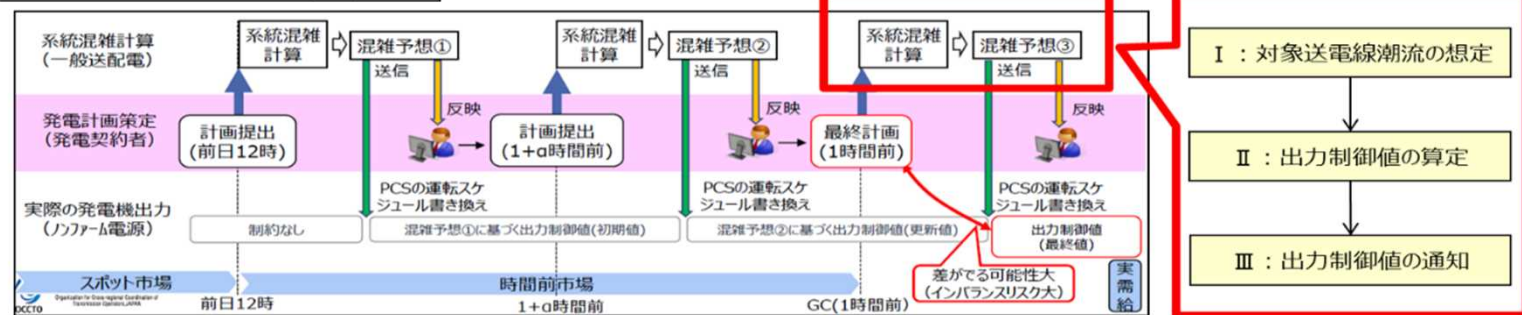 系統混雑計算
(一般送配電)
系統混雑
計算
混雑予想①
送信
反映
系統混雑
計算
混雑予想②
送信
反映
系統混雑
計算
混雑予想③
送信
反映
発電計画策定
(発電契約者)
計画提出
(前日12時)
計画提出
(1+α時間前)
最終計画
(1時間前)
実際の発電機出力
(ノンファーム電源)
PCSの運転スケ
ジュール書き換え
PCSの運転スケ
ジュール書き換え
PCSの運転スケ
ジュール書き換え
制約なし
混雑予想①に基づく出力制御値(初期値)
混雑予想②に基づく出力制御値(更新値)
出力制御値
(最終値)
差がでる可能性大
(インバランスリスク大)
スポット市場
時間前市場
実需給
Organization for Cross-regional Coordination of
Transmission Operators, JAPAN
前日12時
1+α時間前
GC(1時間前)
Ⅰ:対象送電線潮流の想定
Ⅱ:出力制御値の算定
Ⅲ:出力制御値の通知